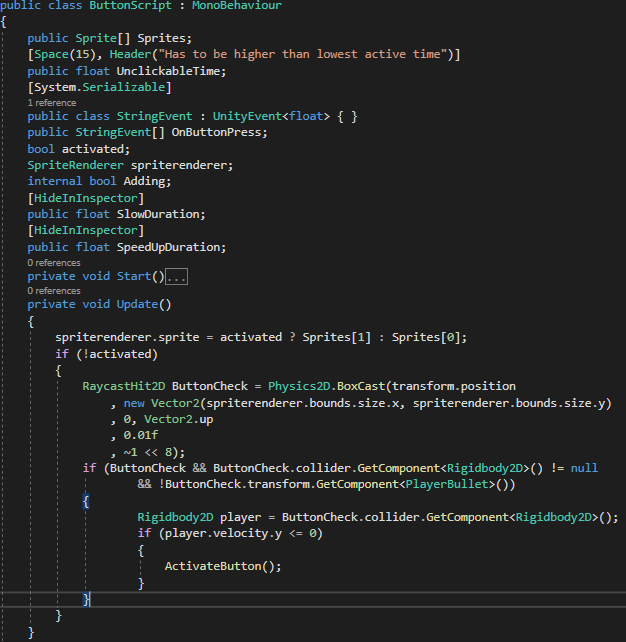 public class ButtonScript : MonoBehaviour
{
public Sprite[] Sprites;
[Space(15), Header("Has to be higher than lowest active time")]
public float UnclickableTime;
[System.Serializable]
1 reference
public class StringEvent : UnityEvent<float> { }
public StringEvent[] OnButtonPress;
bool activated;
SpriteRenderer spriterenderer;
internal bool Adding;
[HideInInspector]
public float SlowDuration;
[HideInInspector]
public float SpeedUpDuration;
0 references
private void Start()...
0 references
private void Update()
{
spriterenderer.sprite = activated ? Sprites[1] : Sprites[0];
if (!activated)
{
RaycastHit2D ButtonCheck = Physics2D.BoxCast(transform.position
, new Vector2(spriterenderer.bounds.size.x, spriterenderer.bounds.size.y)
, 0, Vector2.up
, 0.01f
, ~1 << 8);
if (ButtonCheck && ButtonCheck.collider.GetComponent<Rigidbody2D>() != null
&& !ButtonCheck.transform.GetComponent<PlayerBullet>())
{
Rigidbody2D player = ButtonCheck.collider.GetComponent<Rigidbody2D>();
if (player.velocity.y <= 0)
{
ActivateButton();
}
}
}
}